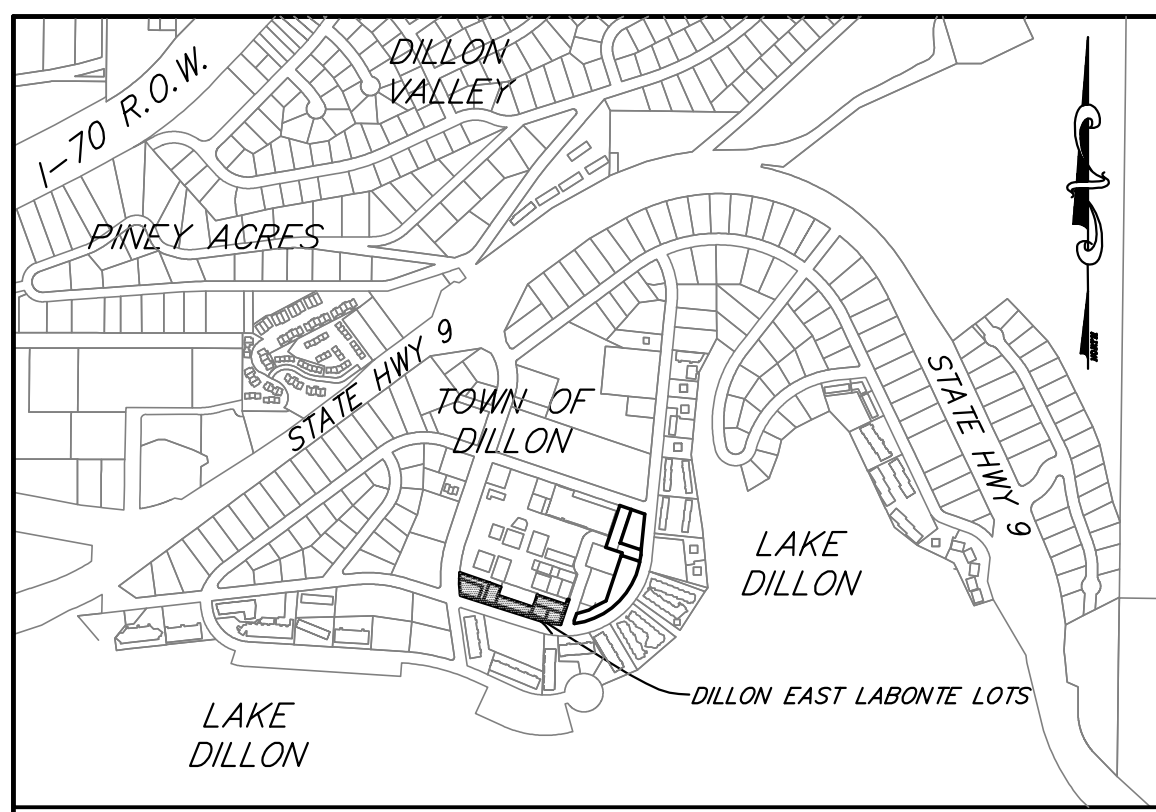 DILLON
VALLEY
I-70 R.O.W.
PINEY ACRES
NORTH
STATE HWY 9
TOWN OF
DILLON
STATE HWY 9
LAKE
DILLON
DILLON EAST LABONTE LOTS
LAKE
DILLON